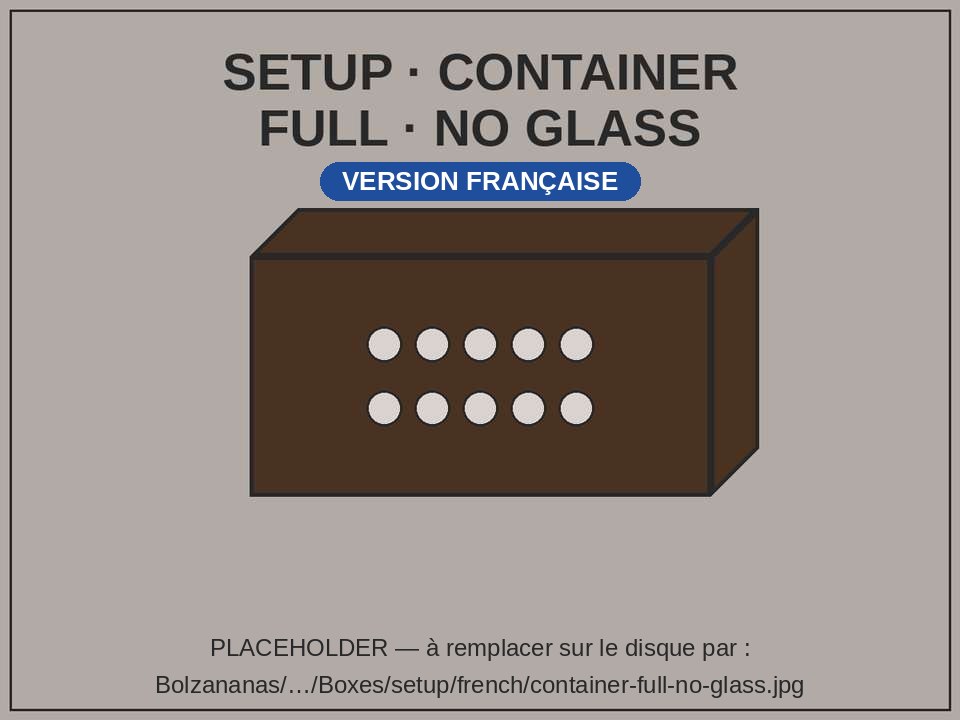 SETUP · CONTAINER
FULL · NO GLASS
VERSION FRANÇAISE
PLACEHOLDER — à remplacer sur le disque par :
Bolzananas/…/Boxes/setup/french/container-full-no-glass.jpg